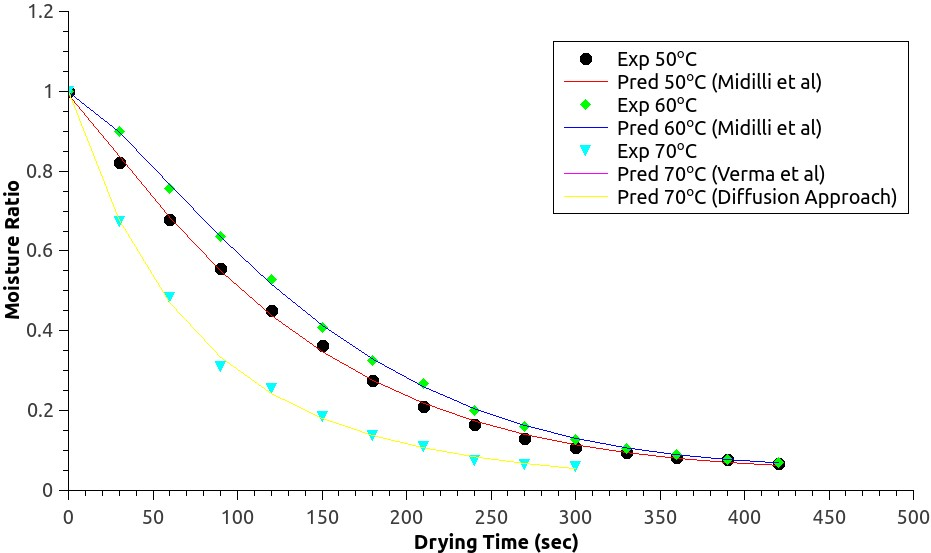 1.2
1
0.8
0.6
0.4
0.2
0
Moisture Ratio
Exp 50ºC
Pred 50ºC (Midilli et al)
Exp 60ºC
Pred 60ºC (Midilli et al)
Exp 70ºC
Pred 70ºC (Verma et al)
Pred 70ºC (Diffusion Approach)
0 50 100 150 200 250 300 350 400 450 500
Drying Time (sec)